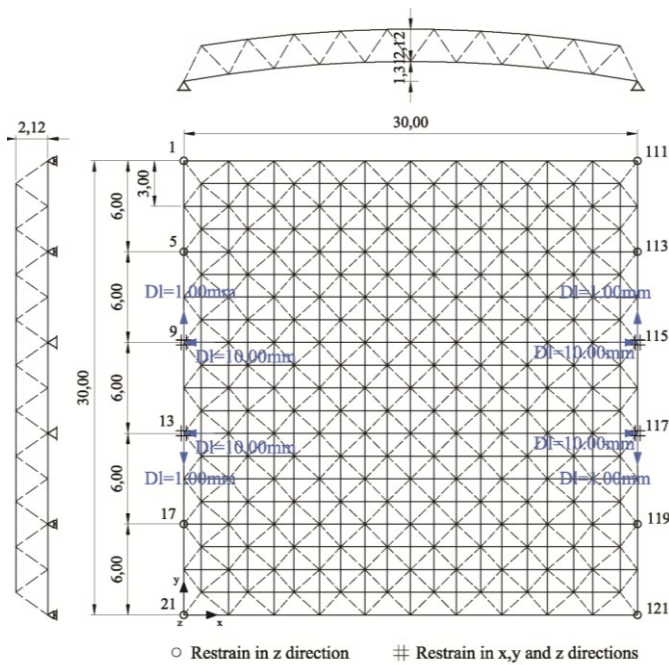 1,31
2,12
2,12
30,00
1
111
3,00
6,00
5
113
6,00
Dl=1.00mm
Dl=1.00mm
9
115
Dl=10.00mm
Dl=10.00mm
30,00
6,00
13
117
Dl=10.00mm
Dl=10.00mm
Dl=1.00mm
Dl=1.00mm
6,00
17
119
6,00
y
21
z
x
121
Restrain in z direction
Restrain in x,y and z directions